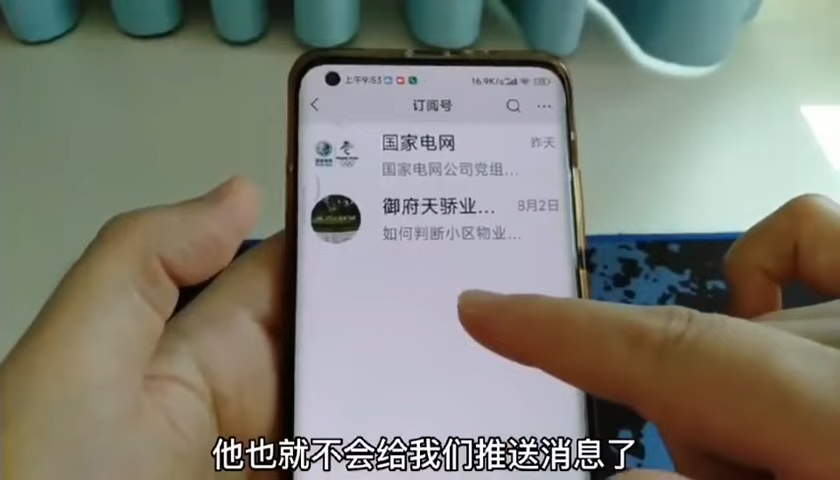 上午9:53 16.9K/s
订阅号
国家电网 昨天
国家电网公司党组...
御府天骄业... 8月2日
如何判断小区物业...
他也就不会给我们推送消息了